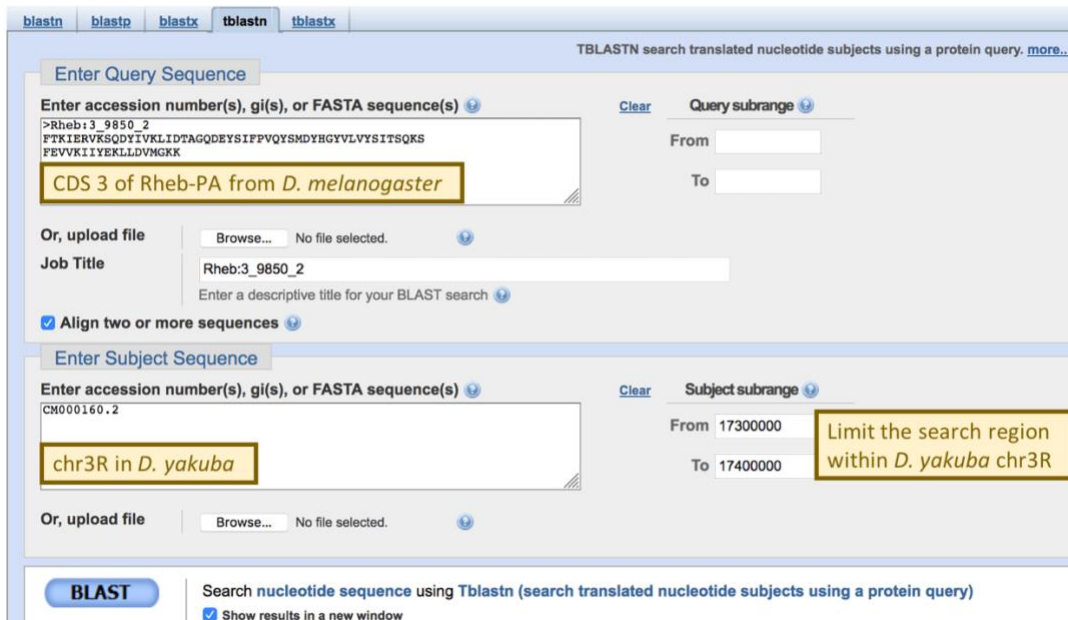 blastn blastp blastx tblastn tblastx
TBLASTN search translated nucleotide subjects using a protein query. more...
Enter Query Sequence
Enter accession number(s), gi(s), or FASTA sequence(s) Clear Query subrange
>Rheb:3_9850_2
FTKIERVKSQDYIVKLIDTAGQDEYSIFPVQYSMDYHGYVLVYSITSQKS
FEVVKIIYEKLLDVMGKK
From
CDS 3 of Rheb-PA from D. melanogaster
To
Or, upload file Browse... No file selected.
Job Title Rheb:3_9850_2
Enter a descriptive title for your BLAST search
Align two or more sequences
Enter Subject Sequence
Enter accession number(s), gi(s), or FASTA sequence(s) Clear Subject subrange
CM000160.2
From 17300000
chr3R in D. yakuba
To 17400000
Limit the search region
within D. yakuba chr3R
Or, upload file Browse... No file selected.
BLAST Search nucleotide sequence using Tblastn (search translated nucleotide subjects using a protein query)
Show results in a new window